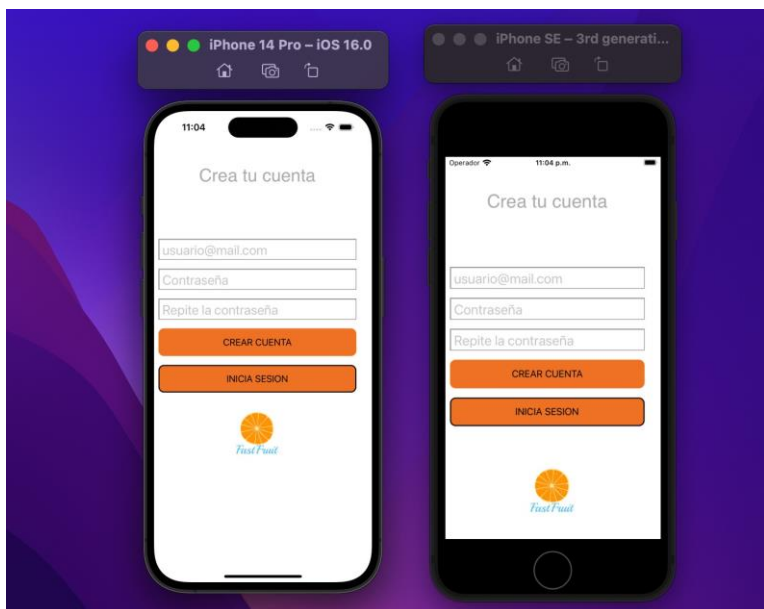 iPhone 14 Pro – iOS 16.0
11:04
Crea tu cuenta
usuario@mail.com
Contraseña
Repite la contraseña
CREAR CUENTA
INICIA SESION
Fast Fruit
iPhone SE – 3rd generati...
Operador
11:04 p.m.
Crea tu cuenta
usuario@mail.com
Contraseña
Repite la contraseña
CREAR CUENTA
INICIA SESION
Fast Fruit